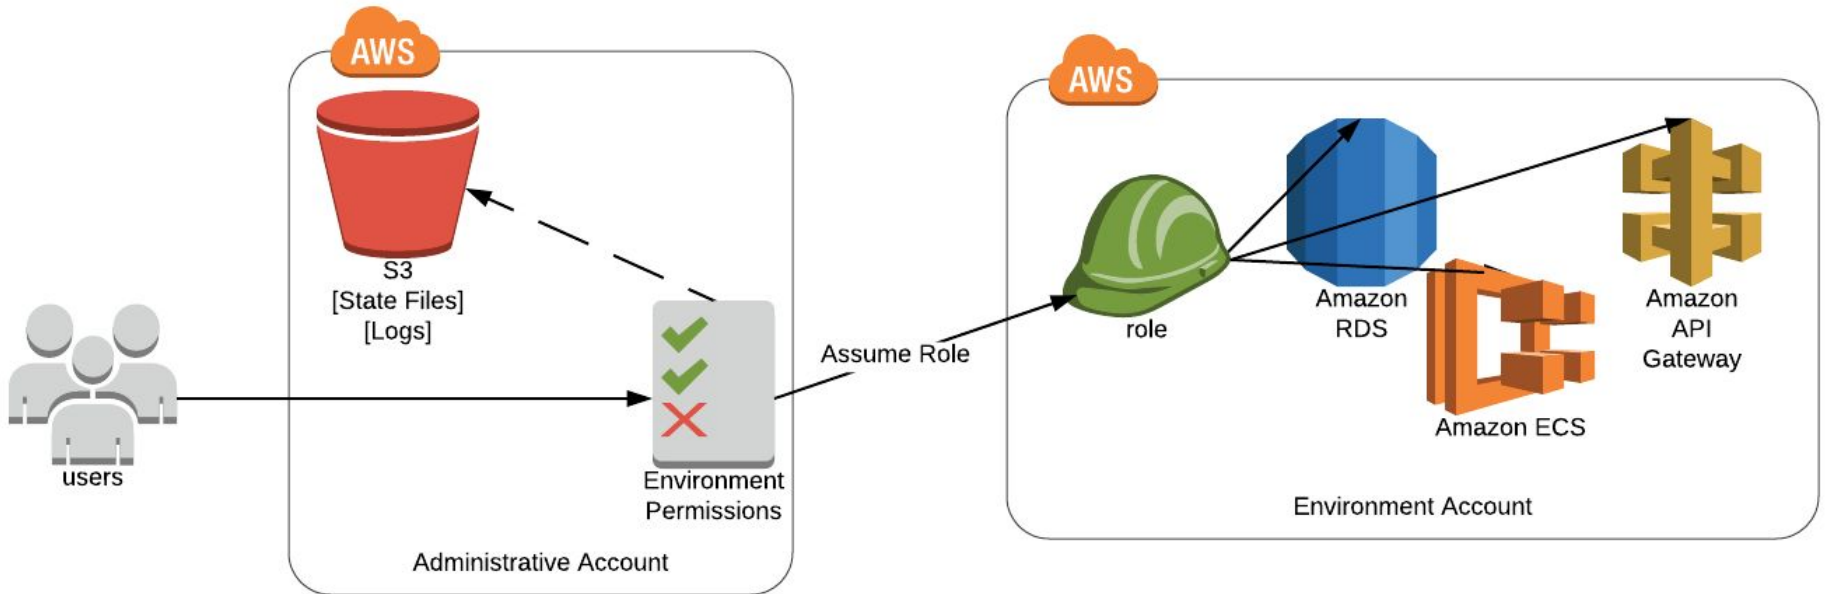 AWS
S3
[State Files]
[Logs]
users
Environment
Permissions
Administrative Account
Assume Role
AWS
role
Amazon
RDS
Amazon ECS
Amazon
API
Gateway
Environment Account